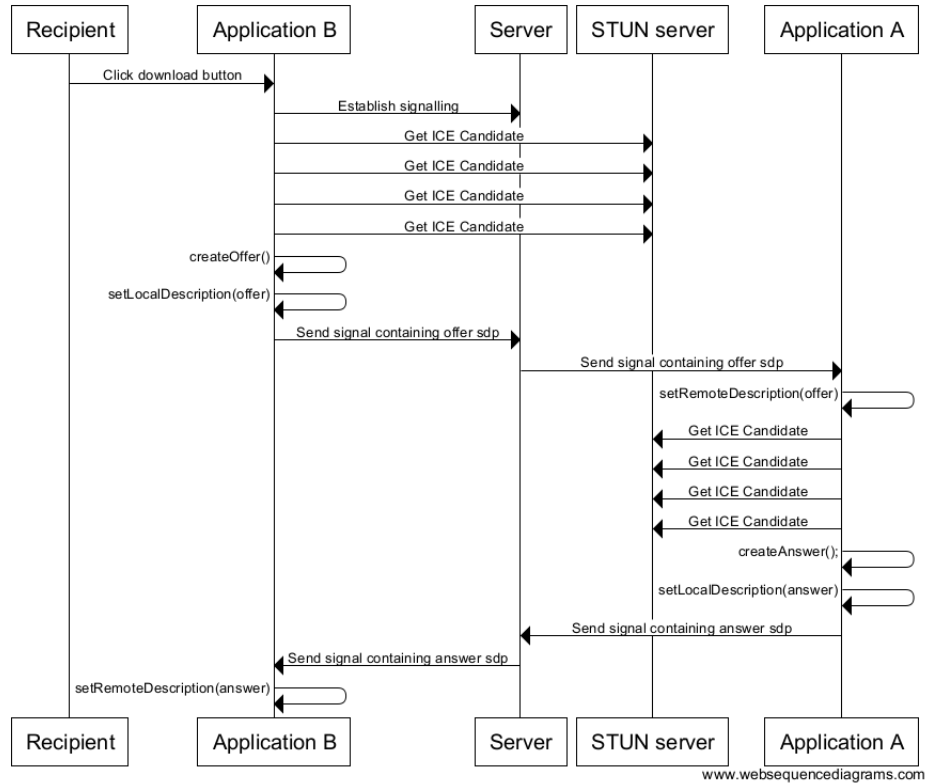 Recipient
Application B
Server
STUN server
Application A
Click download button
Establish signalling
Get ICE Candidate
Get ICE Candidate
Get ICE Candidate
Get ICE Candidate
createOffer()
setLocalDescription(offer)
Send signal containing offer sdp
Send signal containing offer sdp
setRemoteDescription(offer)
Get ICE Candidate
Get ICE Candidate
Get ICE Candidate
Get ICE Candidate
createAnswer();
setLocalDescription(answer)
Send signal containing answer sdp
Send signal containing answer sdp
setRemoteDescription(answer)
Recipient
Application B
Server
STUN server
Application A
www.websequencediagrams.com